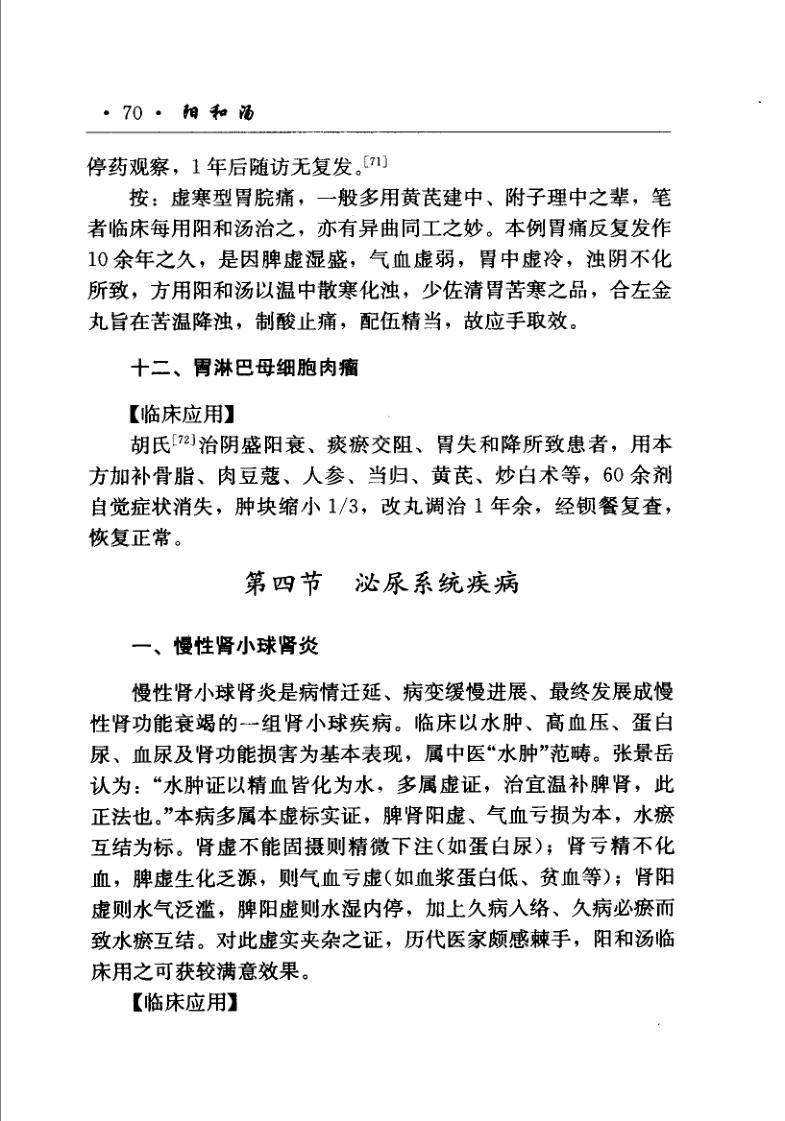 · 70 · 阳和汤
停药观察，1年后随访无复发。[71]
按：虚寒型胃脘痛，一般多用黄芪建中、附子理中之辈，笔
者临床每用阳和汤治之，亦有异曲同工之妙。本例胃痛反复发作
10余年之久，是因脾虚湿盛，气血虚弱，胃中虚冷，浊阴不化
所致，方用阳和汤以温中散寒化浊，少佐清胃苦寒之品，合左金
丸旨在苦温降浊，制酸止痛，配伍精当，故应手取效。
十二、胃淋巴母细胞肉瘤
【临床应用】
胡氏[72]治阴盛阳衰、痰瘀交阻、胃失和降所致患者，用本
方加补骨脂、肉豆蔻、人参、当归、黄芪、炒白术等，60余剂
自觉症状消失，肿块缩小1/3，改丸调治1年余，经钡餐复查，
恢复正常。
第四节 泌尿系统疾病
一、慢性肾小球肾炎
慢性肾小球肾炎是病情迁延、病变缓慢进展、最终发展成慢
性肾功能衰竭的一组肾小球疾病。临床以水肿、高血压、蛋白
尿、血尿及肾功能损害为基本表现，属中医“水肿”范畴。张景岳
认为：“水肿证以精血皆化为水，多属虚证，治宜温补脾肾，此
正法也。”本病多属本虚标实证，脾肾阳虚、气血亏损为本，水瘀
互结为标。肾虚不能固摄则精微下注（如蛋白尿）；肾亏精不化
血，脾虚生化乏源，则气血亏虚（如血浆蛋白低、贫血等）；肾阳
虚则水气泛滥，脾阳虚则水湿内停，加上久病入络、久病必瘀而
致水瘀互结。对此虚实夹杂之证，历代医家颇感棘手，阳和汤临
床用之可获较满意效果。
【临床应用】